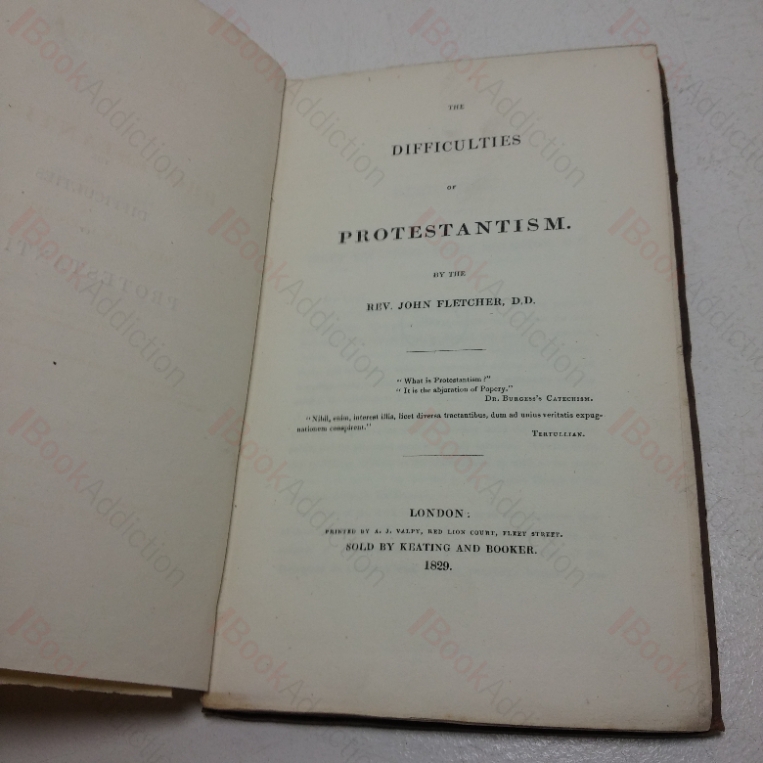 THE
DIFFICULTIES
OF
PROTESTANTISM.
BY THE
REV. JOHN FLETCHER, D.D.
"What is Protestantism?"
"It is the abjuration of Popery."
DR. BURGESS'S CATECHISM.
"Nihil, enim, interest illis, licet diversa tractantibus, dum ad unius veritatis expug-
nationem conspirent."
TERTULLIAN.
LONDON:
PRINTED BY A. J. VALPY, RED LION COURT, FLEET STREET.
SOLD BY KEATING AND BOOKER.
1829.
BookAddiction